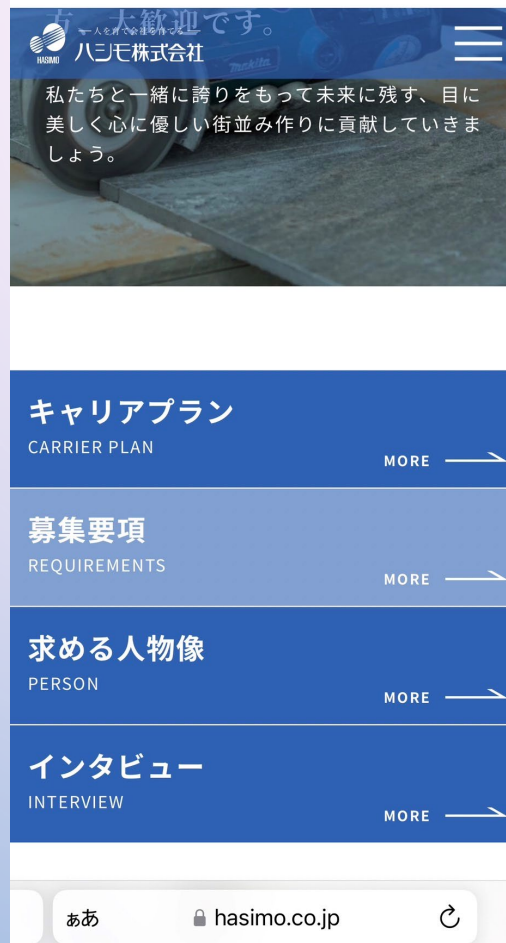 方、大歓迎です。
人を育て会社を育てる
HASIMO
ハシモ株式会社
makita
私たちと一緒に誇りをもって未来に残す、目に
美しく心に優しい街並み作りに貢献していきま
しょう。
キャリアプラン
CARRIER PLAN
MORE
募集要項
REQUIREMENTS
MORE
求める人物像
PERSON
MORE
インタビュー
INTERVIEW
MORE
ぁあ
hasimo.co.jp